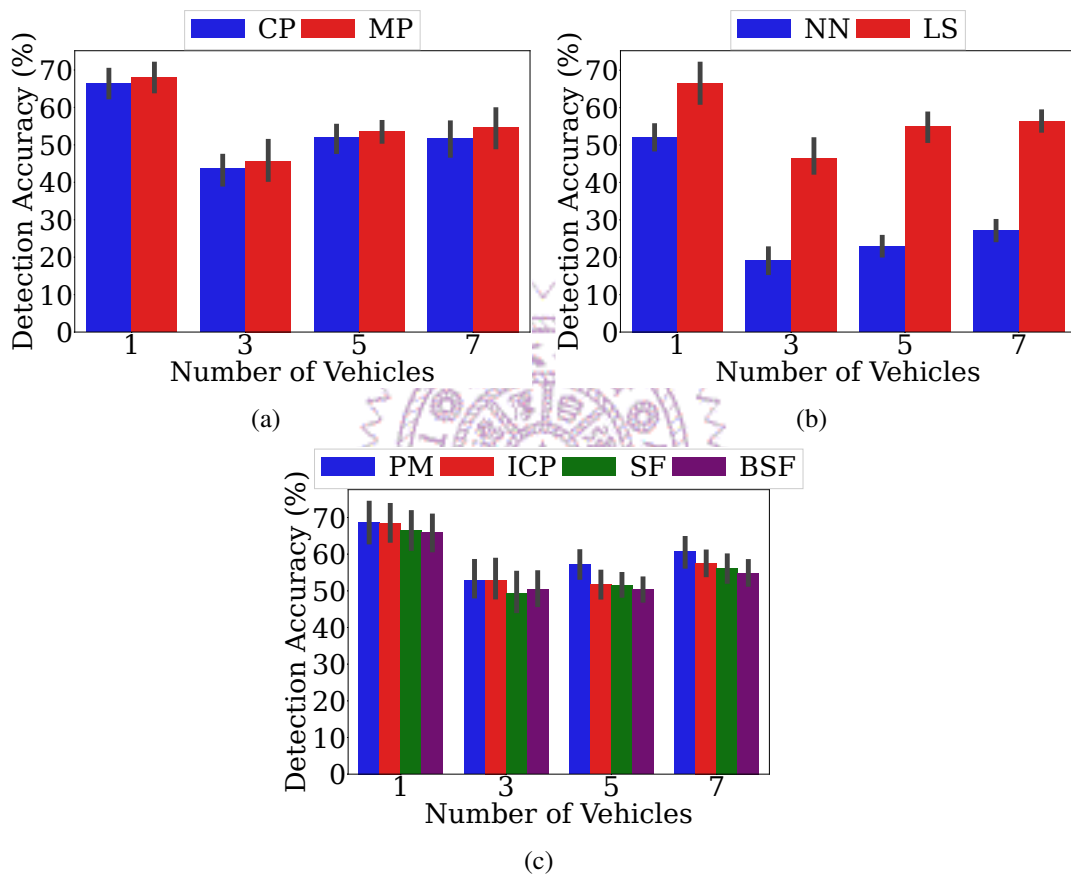 CP MP
Detection Accuracy (%)
70
60
50
40
30
20
10
0
1 3 5 7
Number of Vehicles
(a)
NN LS
Detection Accuracy (%)
70
60
50
40
30
20
10
0
1 3 5 7
Number of Vehicles
(b)
PM ICP SF BSF
Detection Accuracy (%)
70
60
50
40
30
20
10
0
1 3 5 7
Number of Vehicles
(c)